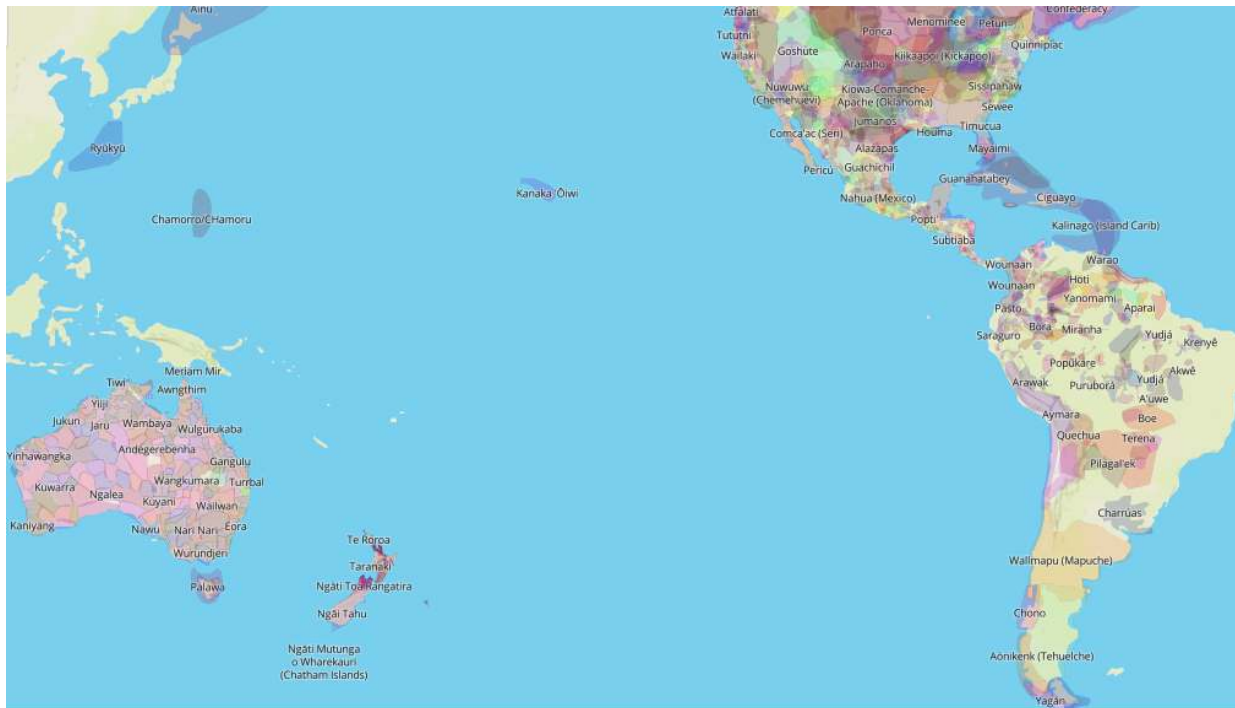 Ainu
Ryūkyū
Chamorro/CHamoru
Kanaka ʻŌiwi
Atfalati
Tututni
Wailaki
Goshute
Nuwuwu
(Chemehuevi)
Menominee
Petun
Confederacy
Ponca
Quinnipiac
Kiikaapoi (Kickapoo)
Arapaho
Kiowa-Comanche-
Apache (Oklahoma)
Sissipahaw
Sewee
Jumanos
Comca'ac (Seri)
Timucua
Houma
Alazapas
Mayaimi
Pericú
Guachichil
Guanahatabey
Nahua (Mexico)
Ciguayo
Popti
Kalinago (Island Carib)
Subtiaba
Wounaan
Warao
Wounaan
Hoti
Yanomami
Pasto
Aparai
Saraguro
Bora
Miranha
Yudjá
Krenyê
Popūkare
Arawak
Puruborá
Yudjá
Akwê
A'uwe
Aymara
Boe
Quechua
Terena
Pilagal'ek
Charrúas
Wallmapu (Mapuche)
Chono
Aónikenk (Tehuelche)
Yagán
Meriam Mir
Tiwi
Awngthim
Yiiji
Jukun
Jaru
Wambaya
Wulgurukaba
Yinhawangka
Andegerebenha
Gangulu
Kuwarra
Ngalea
Wangkumara
Turrbal
Kuyani
Wailwan
Kaniyang
Nawu
Nari Nari
Eora
Wurundjeri
Palawa
Te Roroa
Taranaki
Ngāti Toa Rangatira
Ngāi Tahu
Ngāti Mutunga
o Wharekauri
(Chatham Islands)